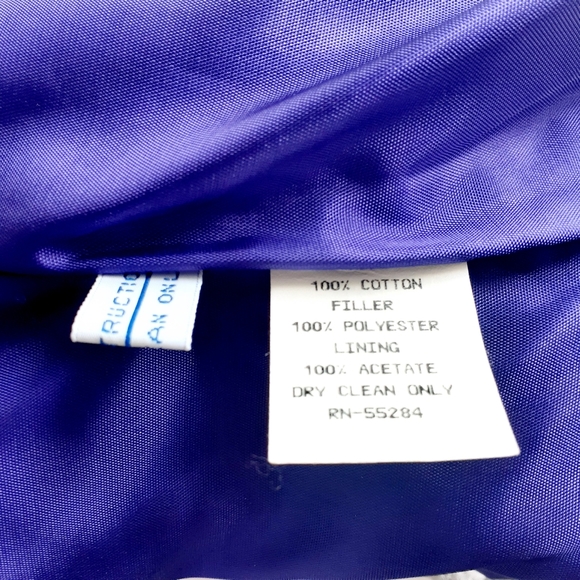 100% COTTON
FILLER
100% POLYESTER
LINING
100% ACETATE
DRY CLEAN ONLY
RN-55284